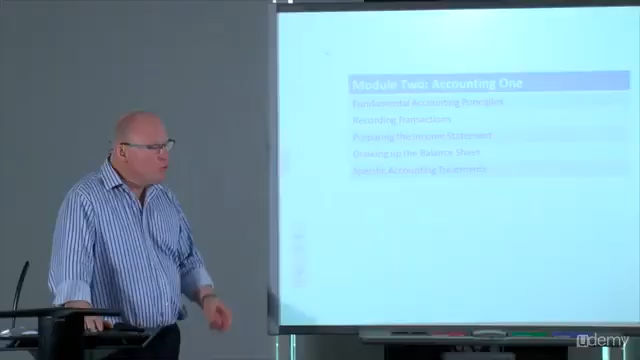 Module Two: Accounting One
Fundamental Accounting Principles
Recording Transactions
Preparing the Income Statement
Drawing up the Balance Sheet
Specific Accounting Treatments
udemy